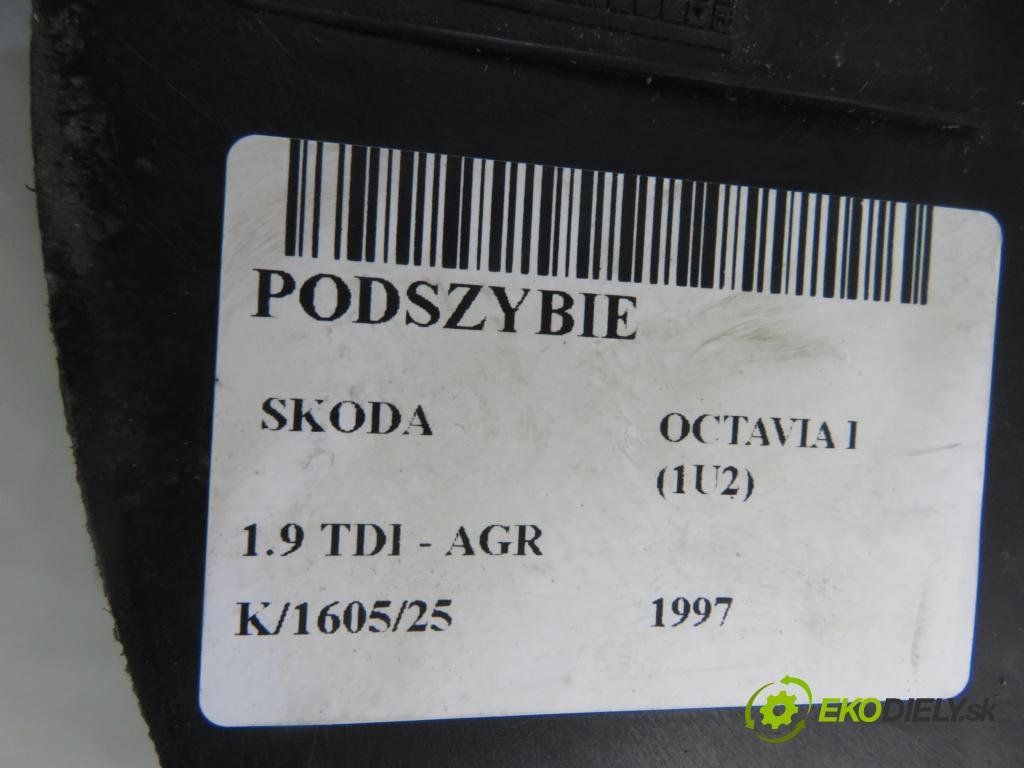 PODSZYBIE
SKODA OCTAVIA I
(1U2)
1.9 TDI - AGR
K/1605/25 1997
EKODIELY.sk